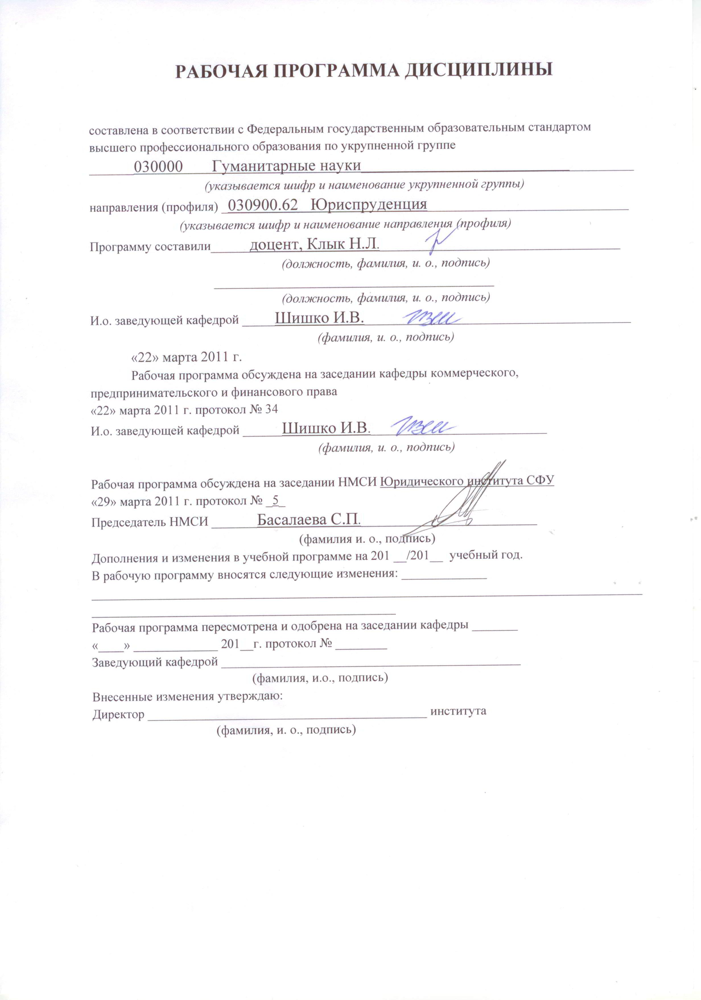 РАБОЧАЯ ПРОГРАММА ДИСЦИПЛИНЫ
составлена в соответствии с Федеральным государственным образовательным стандартом
высшего профессионального образования по укрупненной группе
030000 Гуманитарные науки
(указывается шифр и наименование укрупненной группы)
направления (профиля) 030900.62 Юриспруденция
(указывается шифр и наименование направления (профиля)
Программу составили доцент, Клык Н.Л.
(должность, фамилия, и. о., подпись)
(должность, фамилия, и. о., подпись)
И.о. заведующей кафедрой Шишко И.В.
(фамилия, и. о., подпись)
«22» марта 2011 г.
Рабочая программа обсуждена на заседании кафедры коммерческого,
предпринимательского и финансового права
«22» марта 2011 г. протокол № 34
И.о. заведующей кафедрой Шишко И.В.
(фамилия, и. о., подпись)
Рабочая программа обсуждена на заседании НМСИ Юридического института СФУ
«29» марта 2011 г. протокол № _5_
Председатель НМСИ Басалаева С.П.
(фамилия и. о., подпись)
Дополнения и изменения в учебной программе на 201 __/201__ учебный год.
В рабочую программу вносятся следующие изменения: ______________
Рабочая программа пересмотрена и одобрена на заседании кафедры _______
«____» _____________ 201__г. протокол № ________
Заведующий кафедрой ______________
(фамилия, и.о., подпись)
Внесенные изменения утверждаю:
Директор ______________ института
(фамилия, и. о., подпись)